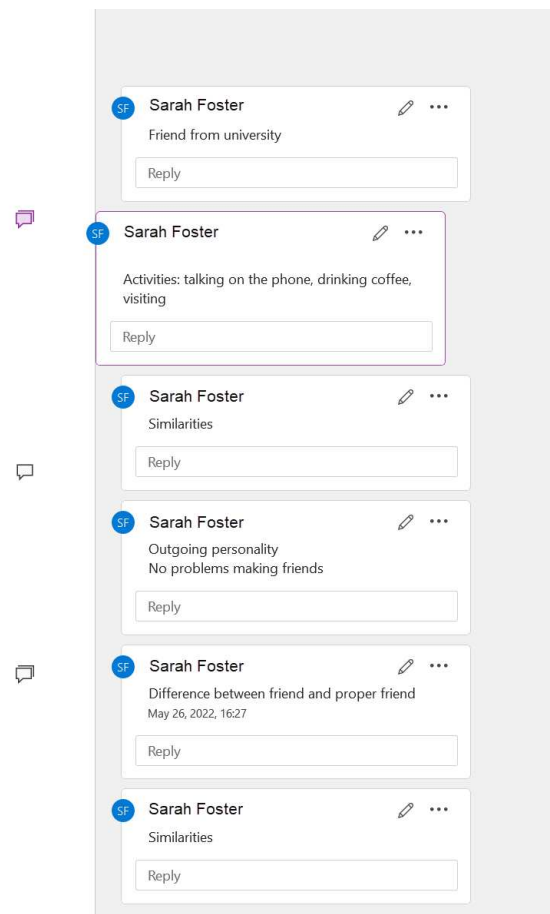 SF Sarah Foster
Friend from university
Reply
SF Sarah Foster
Activities: talking on the phone, drinking coffee,
visiting
Reply
SF Sarah Foster
Similarities
Reply
SF Sarah Foster
Outgoing personality
No problems making friends
Reply
SF Sarah Foster
Difference between friend and proper friend
May 26, 2022, 16:27
Reply
SF Sarah Foster
Similarities
Reply